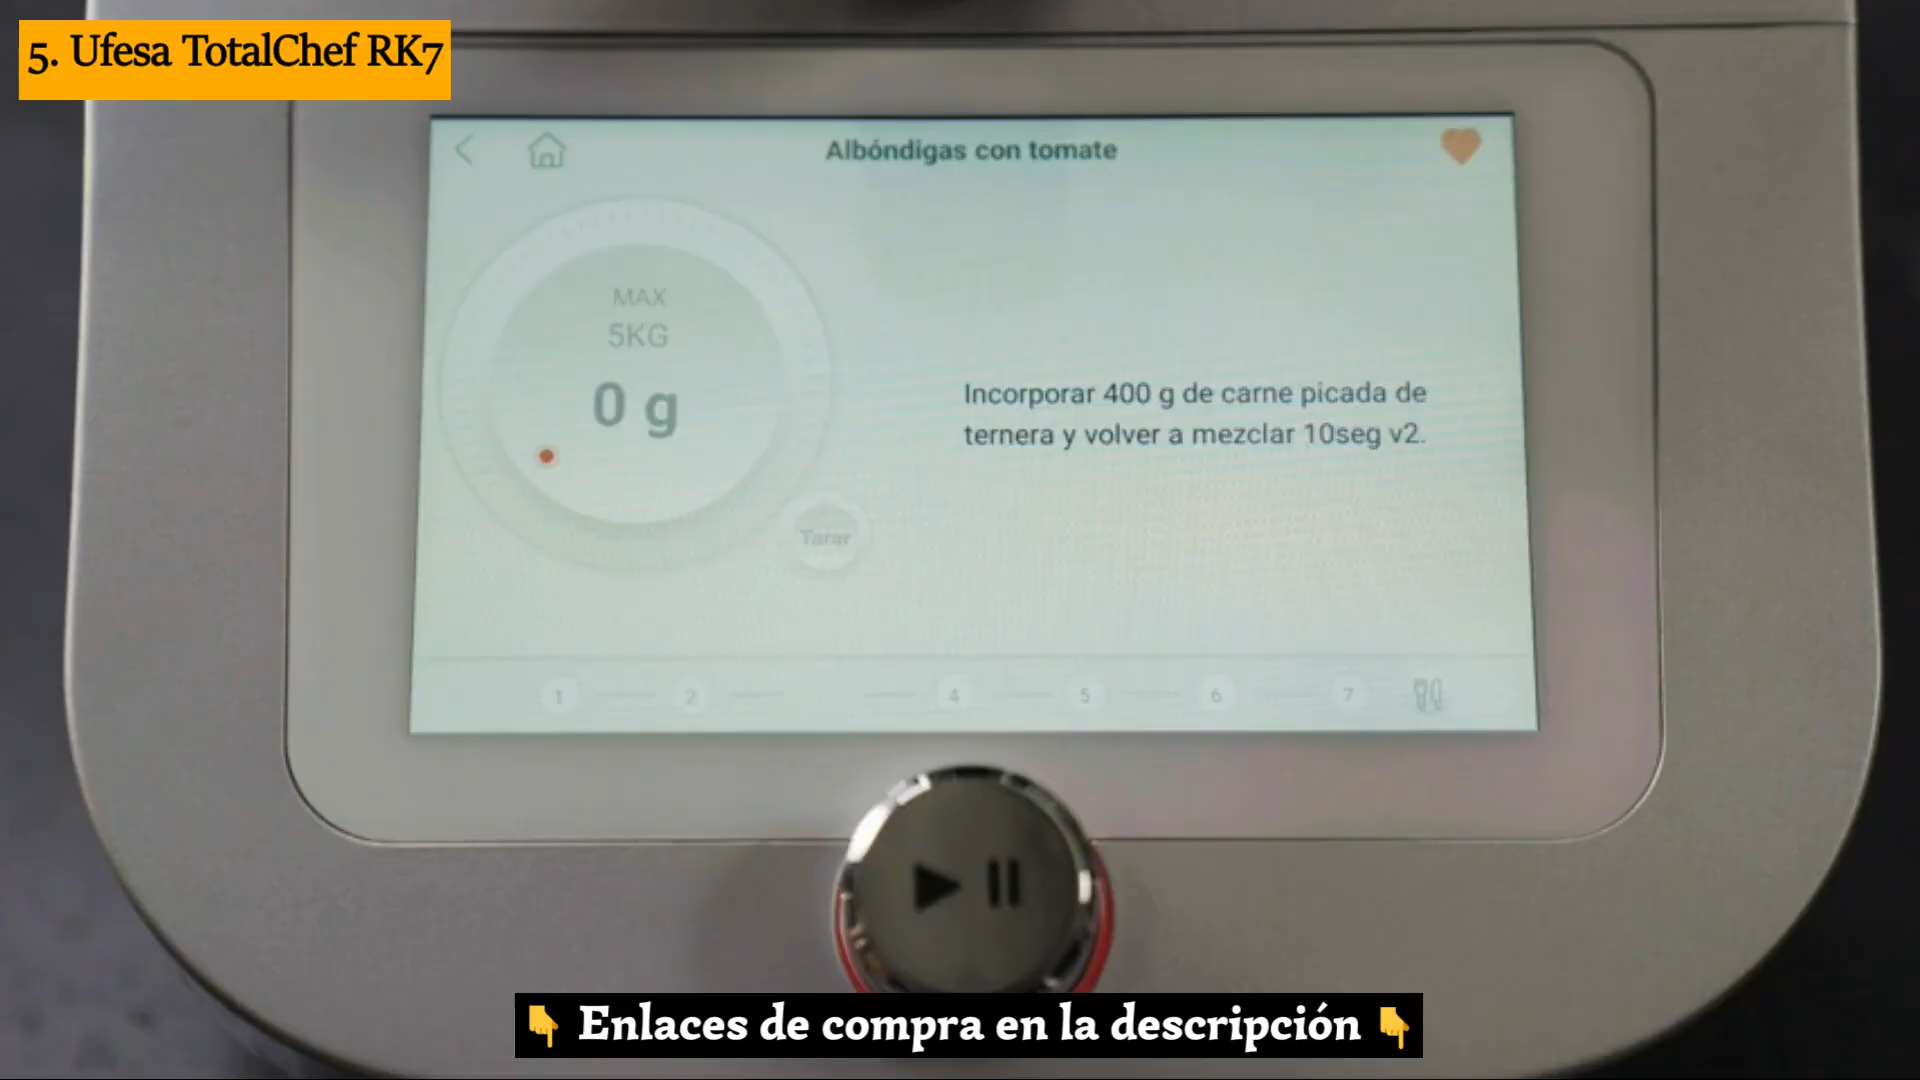 5. Ufesa TotalChef RK7
Albóndigas con tomate
MAX
5KG
0 g
Incorporar 400 g de carne picada de
ternera y volver a mezclar 10seg v2.
Tarar
1 2 4 5 6 7
👇 Enlaces de compra en la descripción 👇